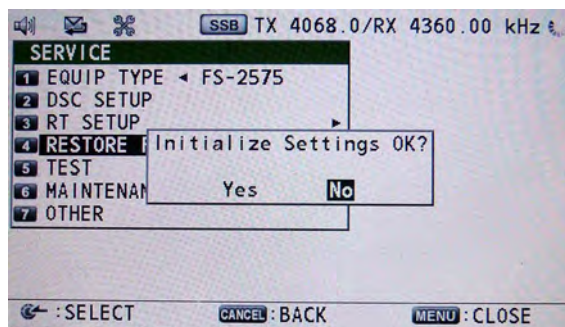 SSB TX 4068.0/RX 4360.00 kHz
SERVICE
1 EQUIP TYPE ◄ FS-2575
2 DSC SETUP
3 RT SETUP ►
4 RESTORE
Initialize Settings OK?
5 TEST
6 MAINTENAN
Yes No
7 OTHER
:SELECT CANCEL:BACK MENU:CLOSE